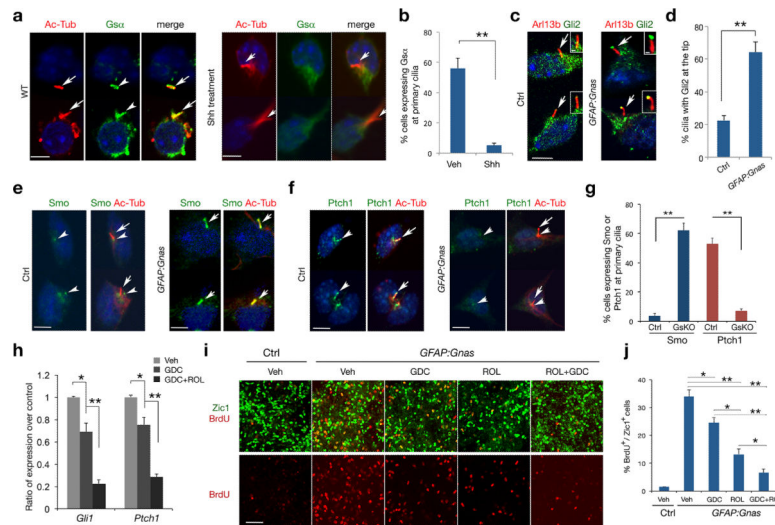 a
Ac-Tub Gsα merge
WT
Ac-Tub Gsα merge
Shh treatment
b
**
% cells expressing Gsα
at primary cilia
80
60
40
20
0
Veh Shh
c
Arl13b Gli2 Arl13b Gli2
Ctrl
GFAP:Gnas
d
**
% cilia with Gli2 at the tip
80
60
40
20
0
Ctrl
GFAP:Gnas
e
Smo Smo Ac-Tub
Ctrl
Smo Smo Ac-Tub
GFAP:Gnas
f
Ptch1 Ptch1 Ac-Tub
Ctrl
Ptch1 Ptch1 Ac-Tub
GFAP:Gnas
g
** **
% cells expressing Smo or
Ptch1 at primary cilia
80
60
40
20
0
Ctrl GsKO Ctrl GsKO
Smo Ptch1
h
Veh
GDC
GDC+ROL
* ** * **
Ratio of expression over control
1.2
1
0.8
0.6
0.4
0.2
0
Gli1 Ptch1
i
Ctrl GFAP:Gnas
Veh Veh GDC ROL ROL+GDC
Zic1
BrdU
BrdU
j
* **
** **
* **
*
% BrdU⁺/ Zic1⁺ cells
40
30
20
10
0
Veh Veh GDC ROL GDC+RO
Ctrl GFAP:Gnas